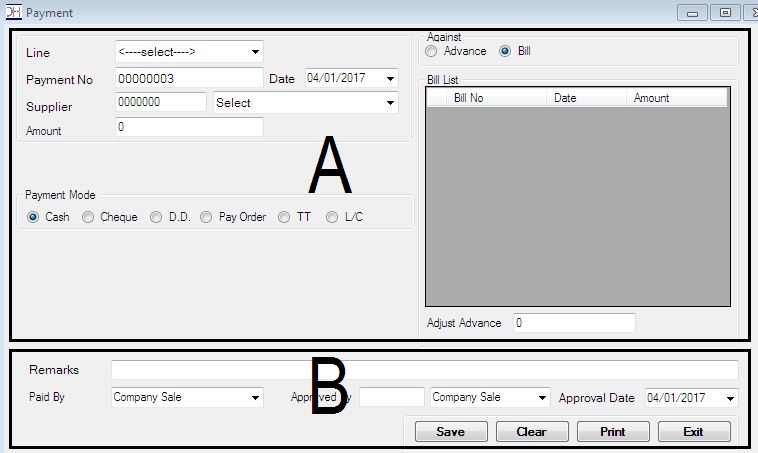 DH Payment
Line <----select----> 
Payment No 00000003 Date 04/01/2017
Supplier 0000000 Select
Amount 0
A
Payment Mode
Cash Cheque D.D. Pay Order TT L/C
Against
Advance Bill
Bill List
Bill No Date Amount
Adjust Advance 0
B
Remarks
Paid By Company Sale Approved By Company Sale Approval Date 04/01/2017
Save Clear Print Exit